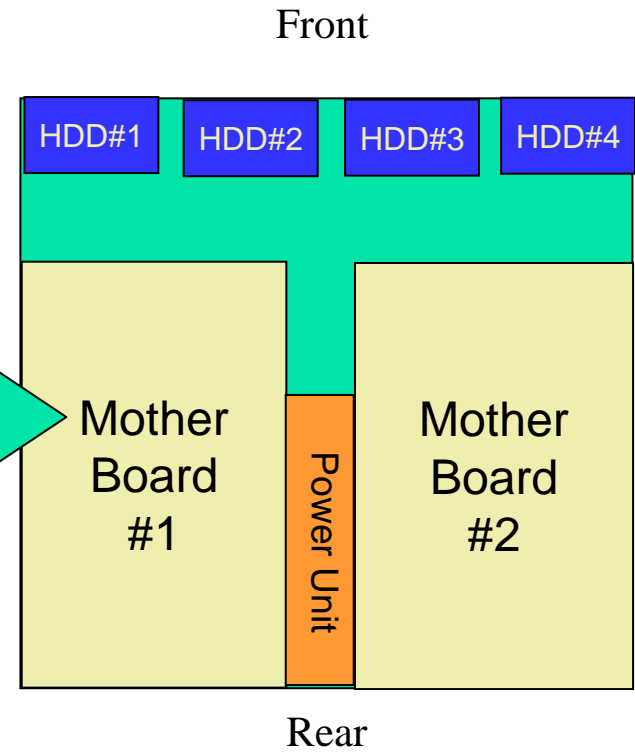 Front
HDD#1 HDD#2 HDD#3 HDD#4
Mother
Board
#1
Power Unit
Mother
Board
#2
Rear